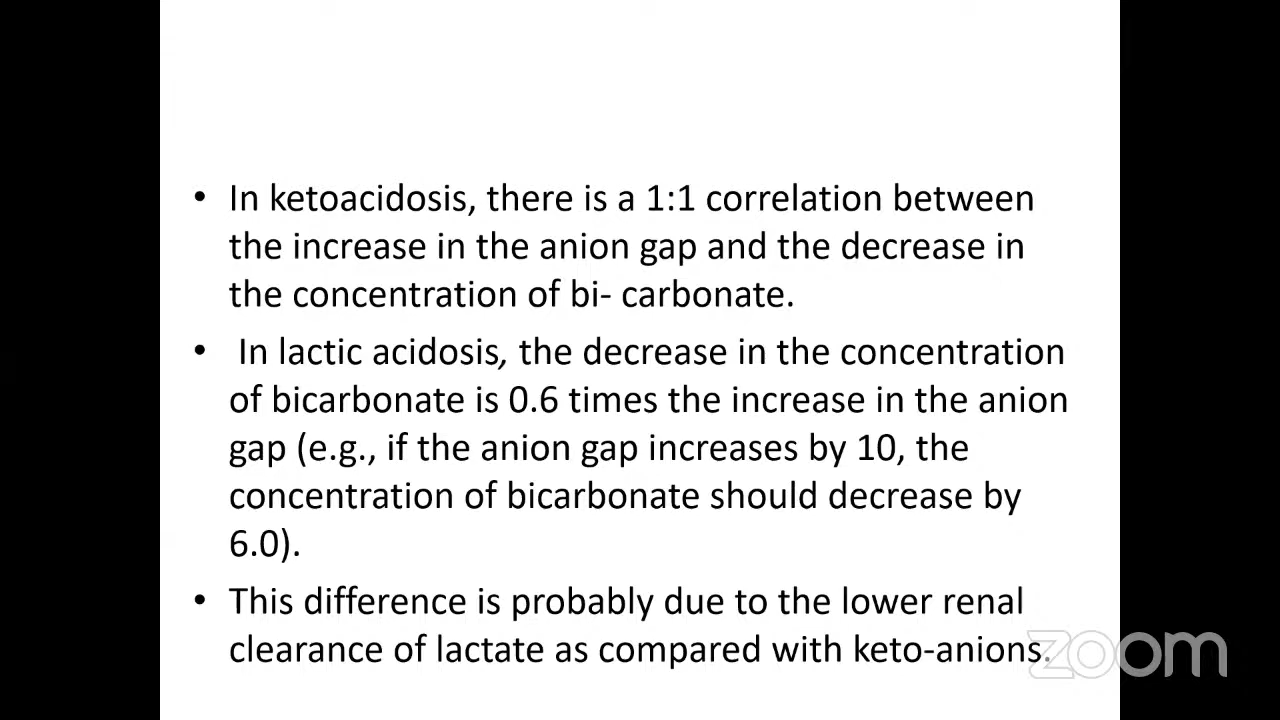 • In ketoacidosis, there is a 1:1 correlation between
the increase in the anion gap and the decrease in
the concentration of bi- carbonate.
• In lactic acidosis, the decrease in the concentration
of bicarbonate is 0.6 times the increase in the anion
gap (e.g., if the anion gap increases by 10, the
concentration of bicarbonate should decrease by
6.0).
• This difference is probably due to the lower renal
clearance of lactate as compared with keto-anions.
zoom